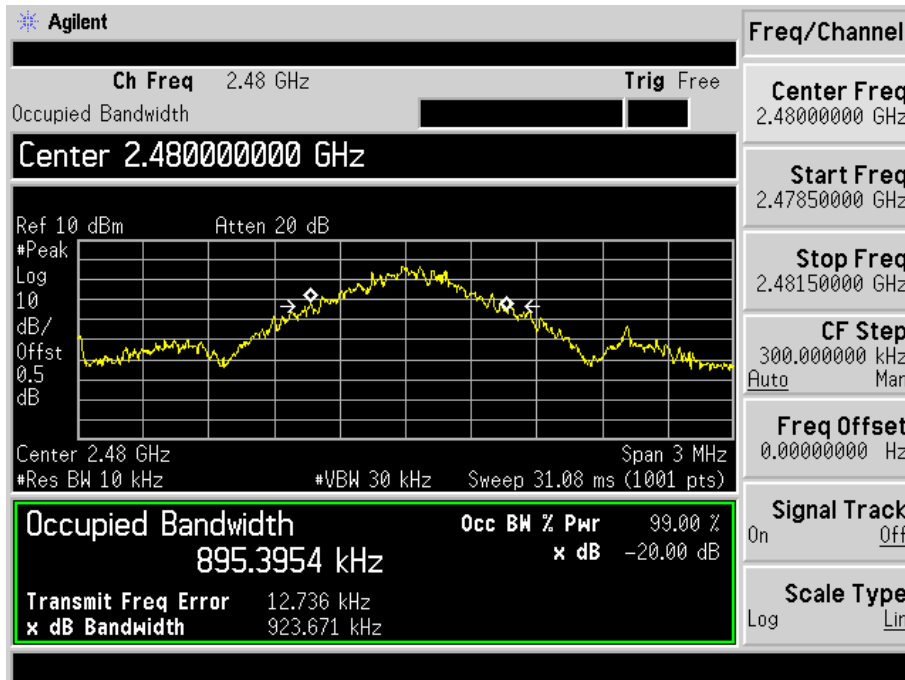 Agilent
Freq/Channel
Ch Freq 2.48 GHz Trig Free
Occupied Bandwidth
Center 2.480000000 GHz
Ref 10 dBm Atten 20 dB
#Peak
Log
10
dB/
Offst
0.5
dB
Center 2.48 GHz Span 3 MHz
#Res BW 10 kHz #VBW 30 kHz Sweep 31.08 ms (1001 pts)
Occupied Bandwidth
895.3954 kHz
Occ BW % Pwr 99.00 %
x dB -20.00 dB
Transmit Freq Error 12.736 kHz
x dB Bandwidth 923.671 kHz
Center Freq
2.48000000 GHz
Start Freq
2.47850000 GHz
Stop Freq
2.48150000 GHz
CF Step
300.000000 kHz
Auto Man
Freq Offset
0.00000000 Hz
Signal Track
On Off
Scale Type
Log Lin